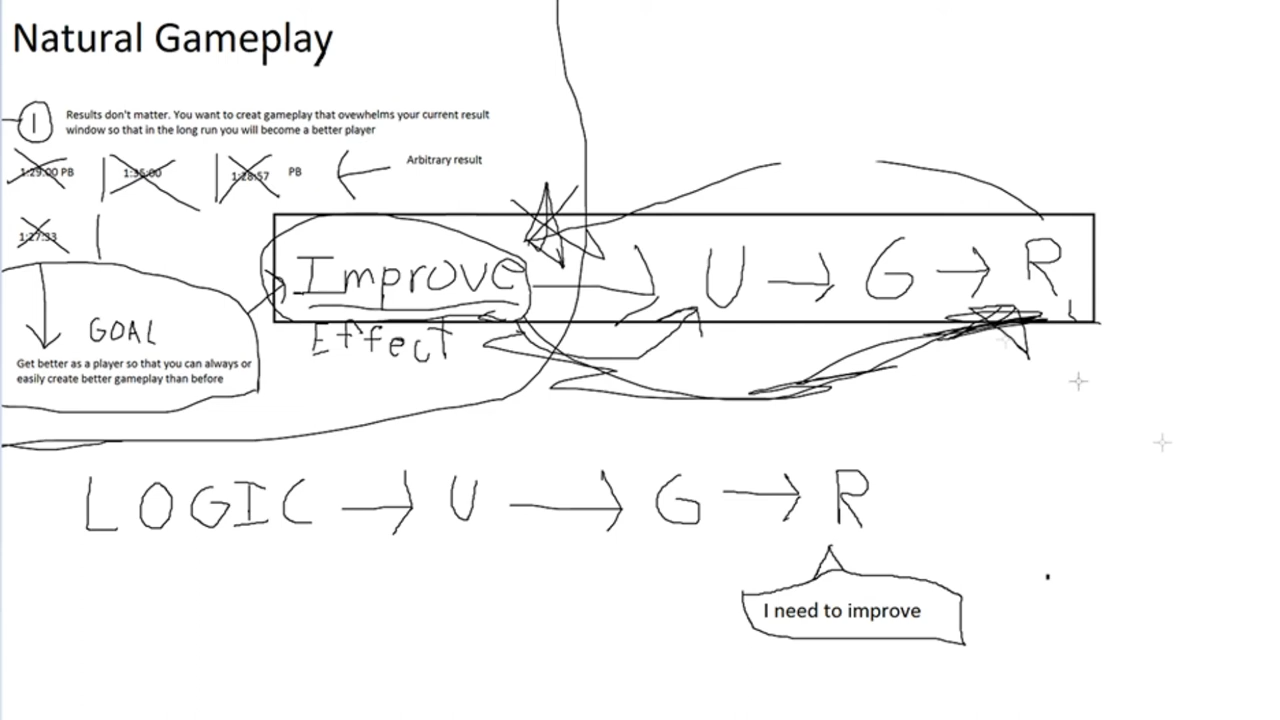 Natural Gameplay
1 Results don't matter. You want to creat gameplay that ovewhelms your current result
window so that in the long run you will become a better player
1:29:00 PB 1:35:00 1:28:57 PB Arbitrary result
1:27:33
Improve U G R
GOAL Effect
Get better as a player so that you can always or
easily create better gameplay than before
LOGIC U G R
I need to improve